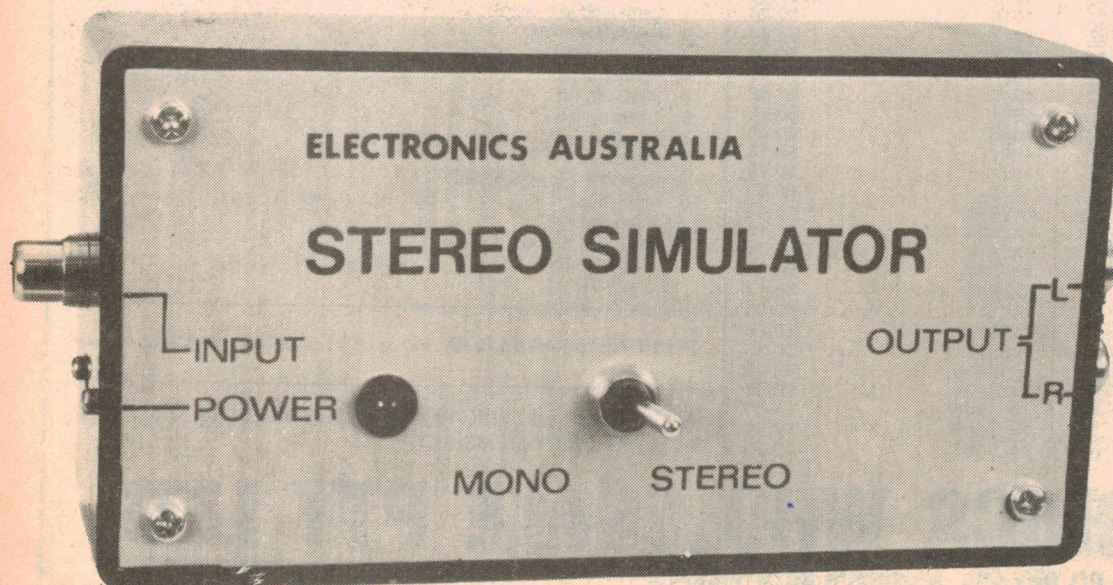 ELECTRONICS AUSTRALIA
STEREO SIMULATOR
INPUT
POWER
OUTPUT
L
R
MONO STEREO